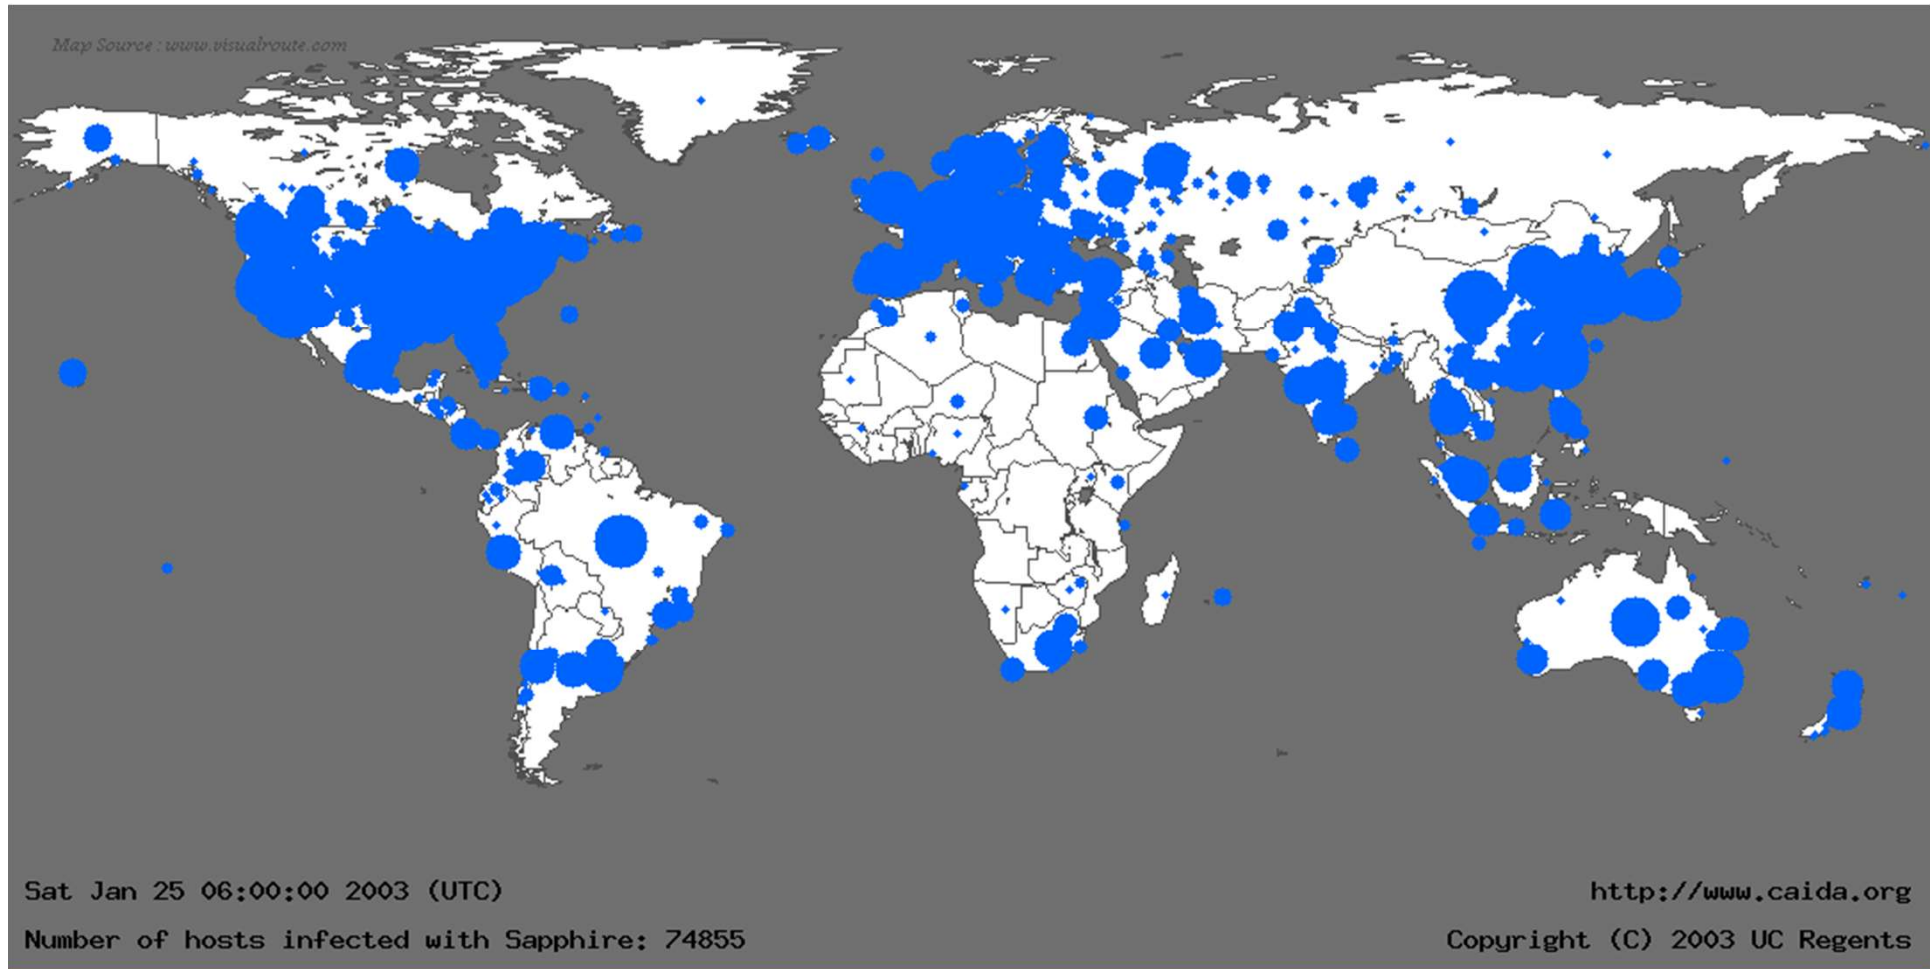 Map Source : www.visualroute.com
Sat Jan 25 06:00:00 2003 (UTC)
http://www.caida.org
Number of hosts infected with Sapphire: 74855
Copyright (C) 2003 UC Regents